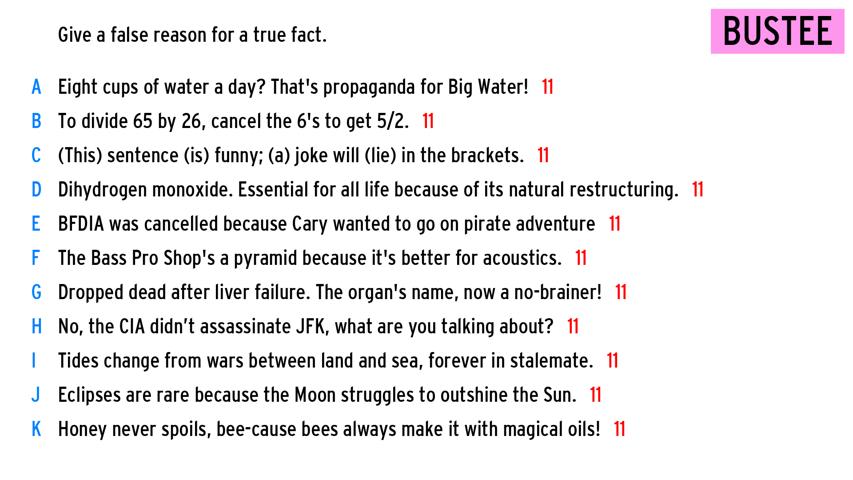 Give a false reason for a true fact.
BUSTEE
A Eight cups of water a day? That's propaganda for Big Water! 11
B To divide 65 by 26, cancel the 6's to get 5/2. 11
C (This) sentence (is) funny; (a) joke will (lie) in the brackets. 11
D Dihydrogen monoxide. Essential for all life because of its natural restructuring. 11
E BFDIA was cancelled because Cary wanted to go on pirate adventure 11
F The Bass Pro Shop's a pyramid because it's better for acoustics. 11
G Dropped dead after liver failure. The organ's name, now a no-brainer! 11
H No, the CIA didn’t assassinate JFK, what are you talking about? 11
I Tides change from wars between land and sea, forever in stalemate. 11
J Eclipses are rare because the Moon struggles to outshine the Sun. 11
K Honey never spoils, bee-cause bees always make it with magical oils! 11